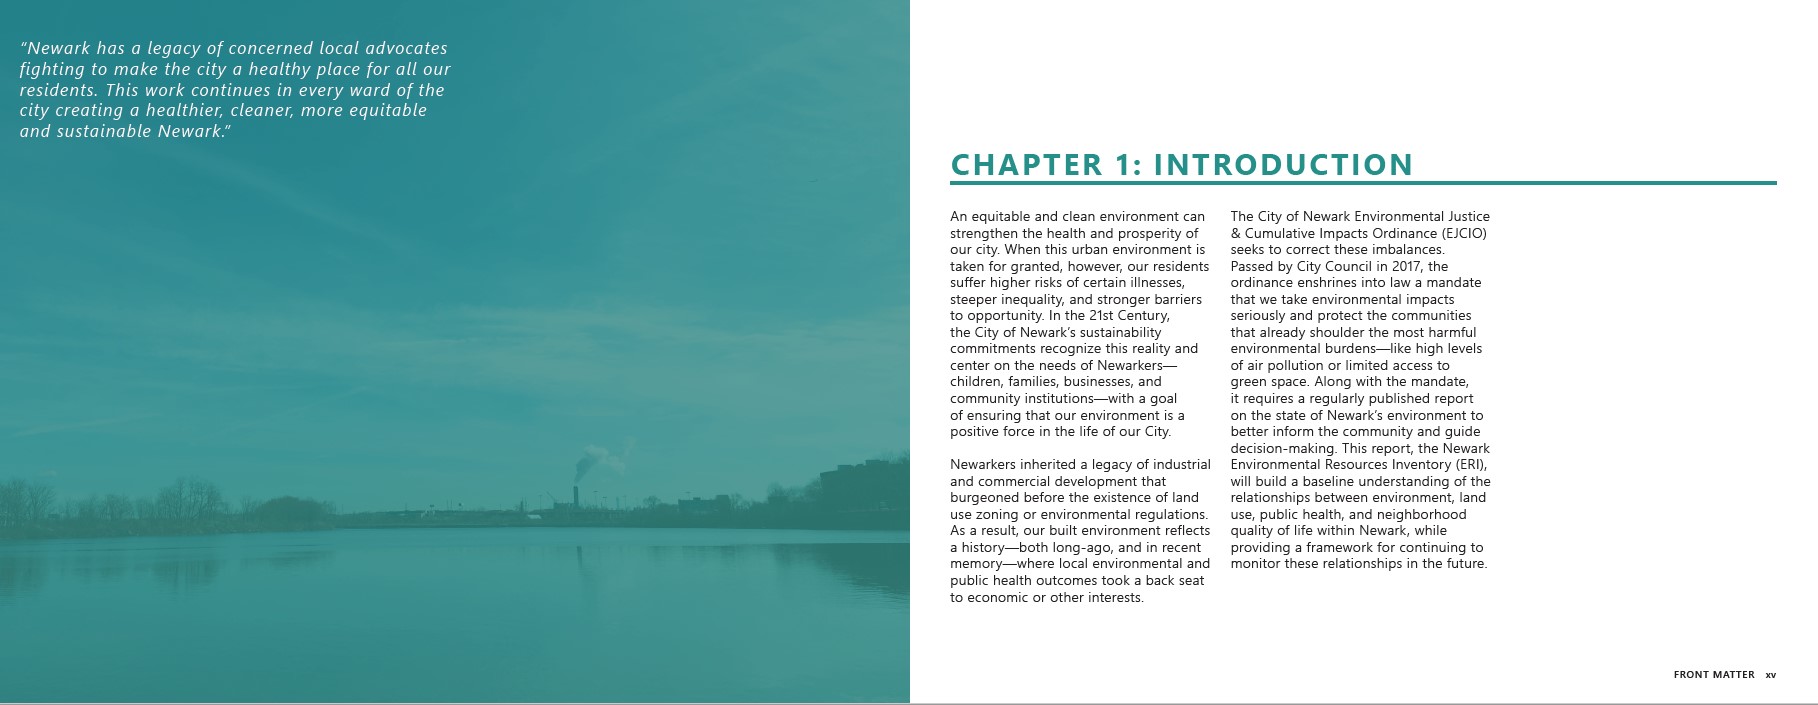 “Newark has a legacy of concerned local advocates
fighting to make the city a healthy place for all our
residents. This work continues in every ward of the
city creating a healthier, cleaner, more equitable
and sustainable Newark.”
CHAPTER 1: INTRODUCTION
An equitable and clean environment can
strengthen the health and prosperity of
our city. When this urban environment is
taken for granted, however, our residents
suffer higher risks of certain illnesses,
steeper inequality, and stronger barriers
to opportunity. In the 21st Century,
the City of Newark’s sustainability
commitments recognize this reality and
center on the needs of Newarkers—
children, families, businesses, and
community institutions—with a goal
of ensuring that our environment is a
positive force in the life of our City.
Newarkers inherited a legacy of industrial
and commercial development that
burgeoned before the existence of land
use zoning or environmental regulations.
As a result, our built environment reflects
a history—both long-ago, and in recent
memory—where local environmental and
public health outcomes took a back seat
to economic or other interests.
The City of Newark Environmental Justice
& Cumulative Impacts Ordinance (EJCIO)
seeks to correct these imbalances.
Passed by City Council in 2017, the
ordinance enshrines into law a mandate
that we take environmental impacts
seriously and protect the communities
that already shoulder the most harmful
environmental burdens—like high levels
of air pollution or limited access to
green space. Along with the mandate,
it requires a regularly published report
on the state of Newark’s environment to
better inform the community and guide
decision-making. This report, the Newark
Environmental Resources Inventory (ERI),
will build a baseline understanding of the
relationships between environment, land
use, public health, and neighborhood
quality of life within Newark, while
providing a framework for continuing to
monitor these relationships in the future.
FRONT MATTER xv